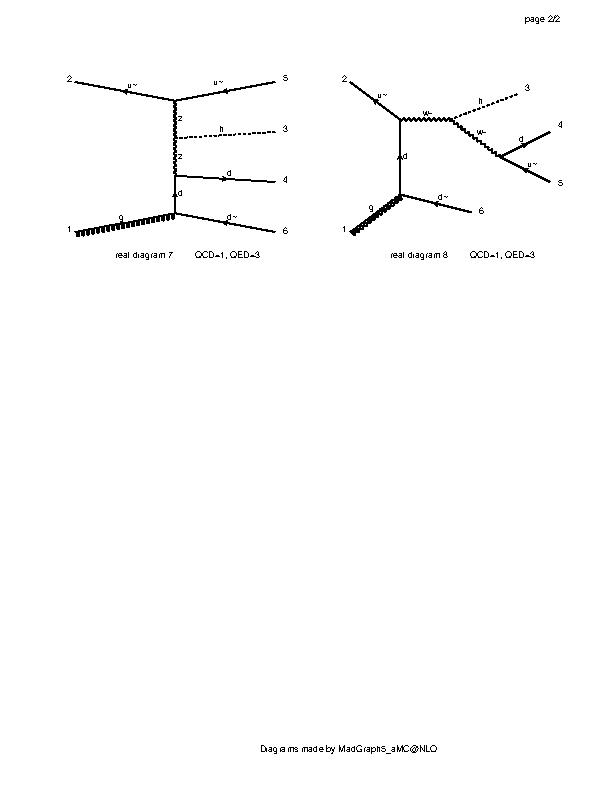 page 2/2
2
u~
u~
5
z
h
3
z
d
4
d
g
d~
1
6
real diagram 7 QCD=1, QED=3
2
u~
w-
h
3
w-
d
4
u~
5
d
g
d~
1
6
real diagram 8 QCD=1, QED=3
Diagrams made by MadGraph5_aMC@NLO